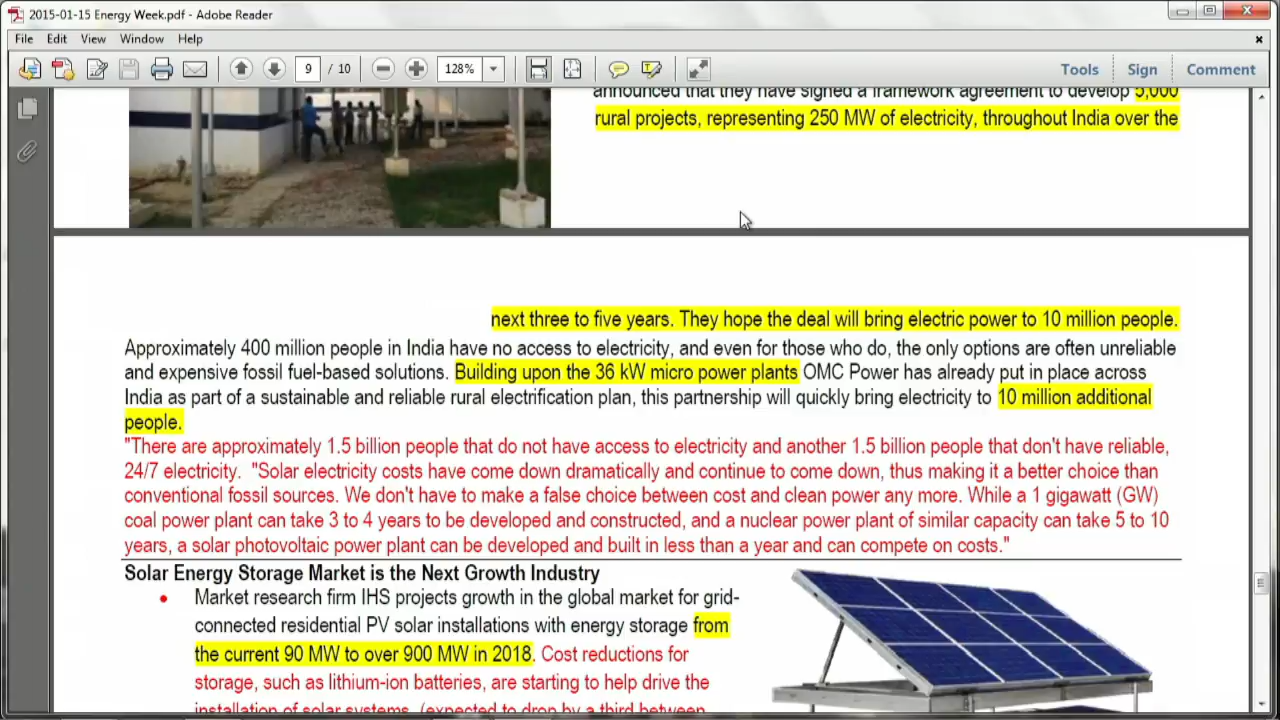 2015-01-15 Energy Week.pdf - Adobe Reader
File Edit View Window Help
9 / 10 128% Tools Sign Comment
announced that they have signed a framework agreement to develop 5,000
rural projects, representing 250 MW of electricity, throughout India over the
next three to five years. They hope the deal will bring electric power to 10 million people.
Approximately 400 million people in India have no access to electricity, and even for those who do, the only options are often unreliable
and expensive fossil fuel-based solutions. Building upon the 36 kW micro power plants OMC Power has already put in place across
India as part of a sustainable and reliable rural electrification plan, this partnership will quickly bring electricity to 10 million additional
people.
"There are approximately 1.5 billion people that do not have access to electricity and another 1.5 billion people that don't have reliable,
24/7 electricity. "Solar electricity costs have come down dramatically and continue to come down, thus making it a better choice than
conventional fossil sources. We don't have to make a false choice between cost and clean power any more. While a 1 gigawatt (GW)
coal power plant can take 3 to 4 years to be developed and constructed, and a nuclear power plant of similar capacity can take 5 to 10
years, a solar photovoltaic power plant can be developed and built in less than a year and can compete on costs."
Solar Energy Storage Market is the Next Growth Industry
• Market research firm IHS projects growth in the global market for grid-
connected residential PV solar installations with energy storage from
the current 90 MW to over 900 MW in 2018. Cost reductions for
storage, such as lithium-ion batteries, are starting to help drive the
installation of solar systems. (expected to drop by a third between